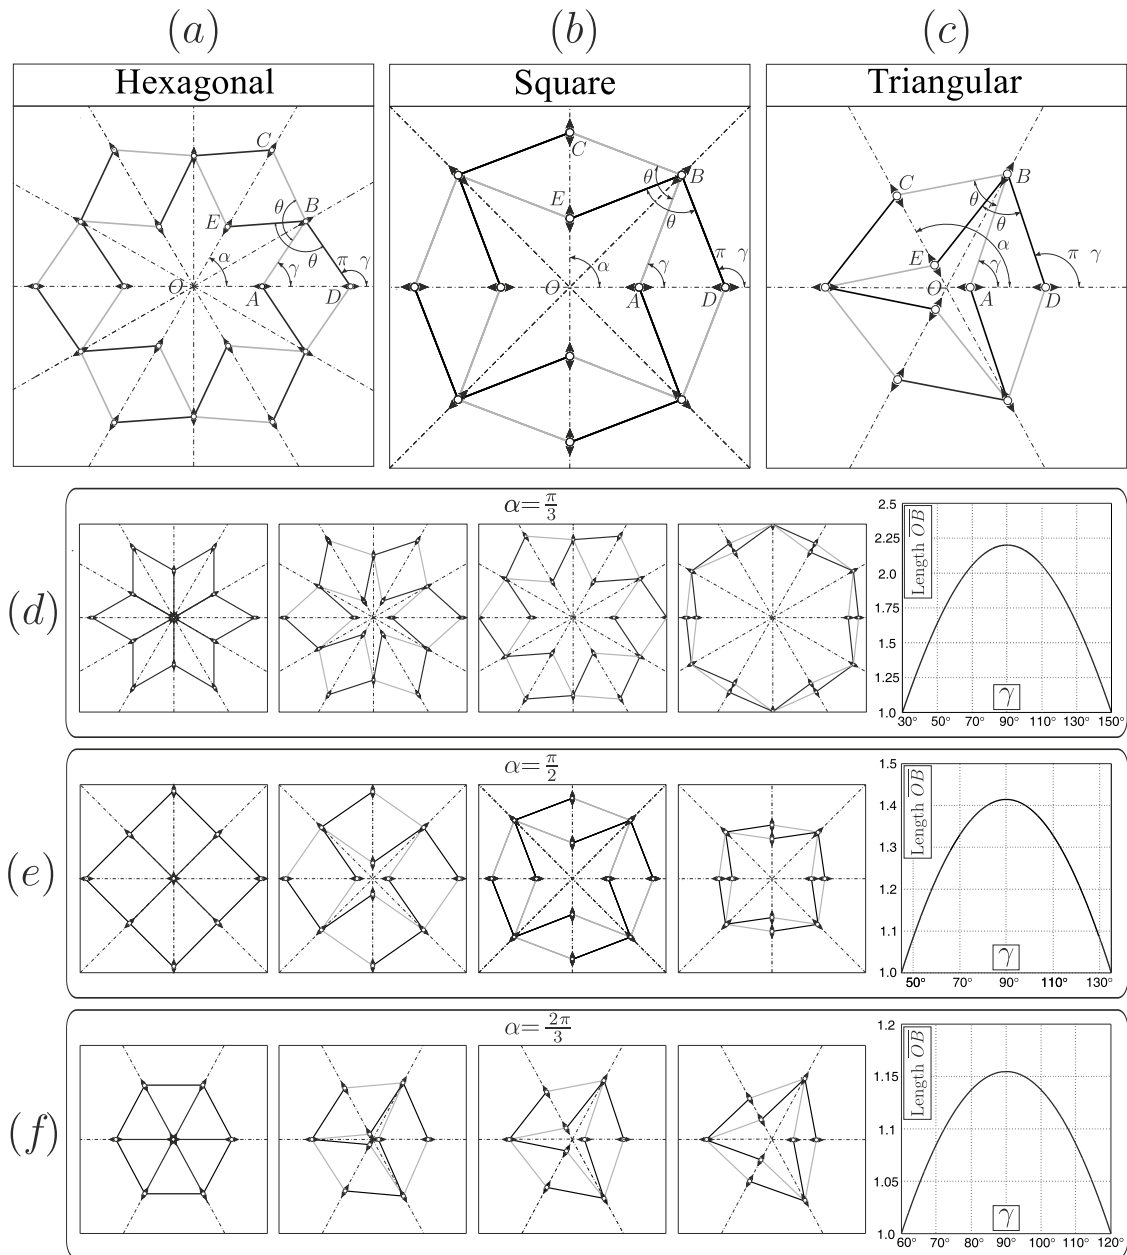 (a) (b) (c)
Hexagonal Square Triangular
C
B
θ
E
α
γ
θ
π γ
O A D
C
B
θ
E
θ
α
γ
π γ
O A D
C
B
θ
θ
α
E
γ
π γ
O A D
(d)
α=π/3
Length OB
2.5
2.25
2.0
1.75
1.5
1.25
1.0
γ
30° 50° 70° 90° 110° 130° 150°
(e)
α=π/2
Length OB
1.5
1.4
1.3
1.2
1.1
1.0
γ
50° 70° 90° 110° 130°
(f)
α=2π/3
Length OB
1.2
1.15
1.1
1.05
1.0
γ
60° 70° 80° 90° 100° 110° 120°